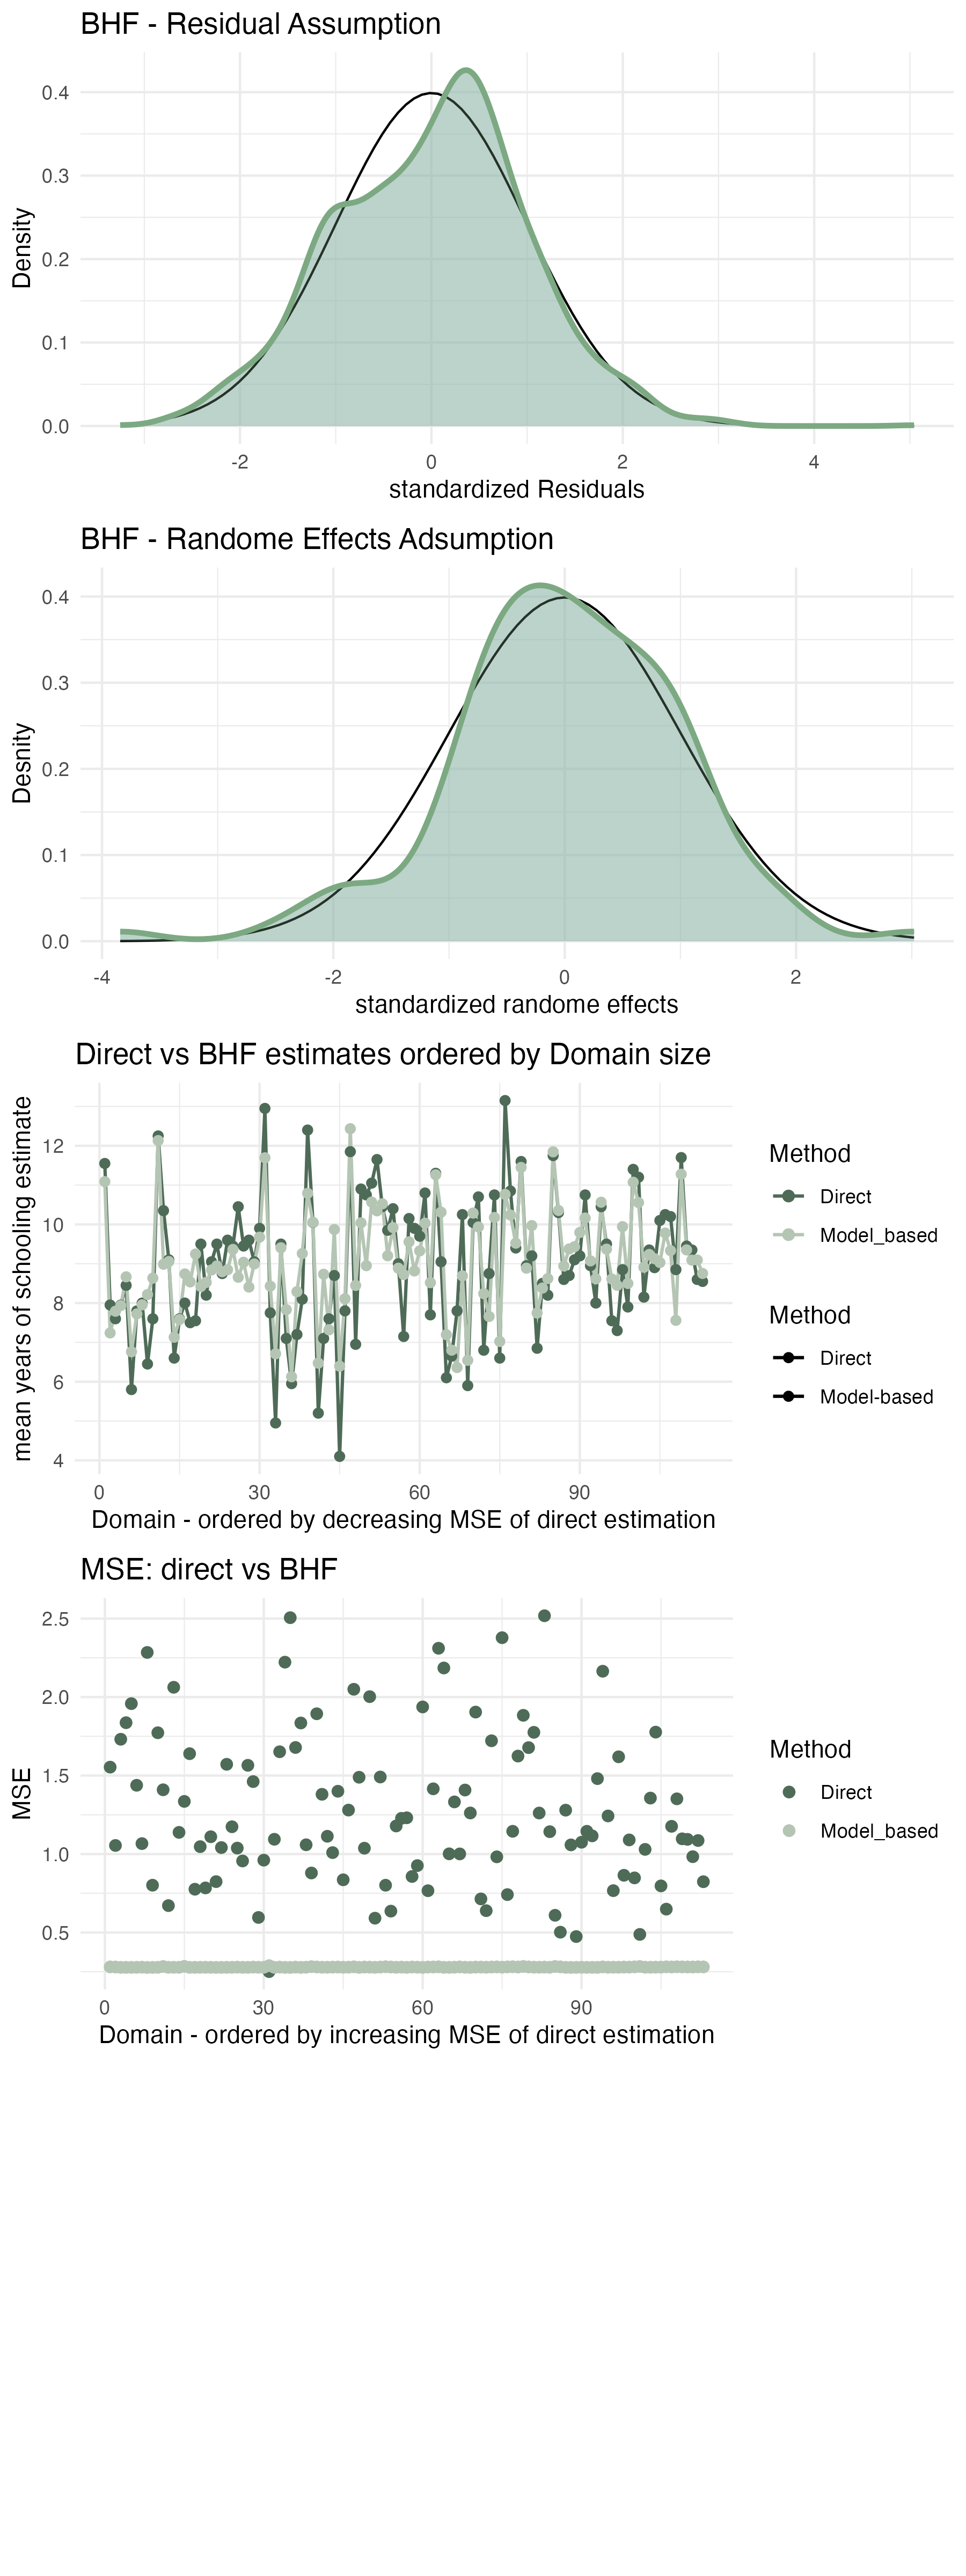 BHF - Residual Assumption
Density
0.4
0.3
0.2
0.1
0.0
-2
0
2
4
standardized Residuals
BHF - Randome Effects Adsumption
Desnity
0.4
0.3
0.2
0.1
0.0
-4
-2
0
2
standardized randome effects
Direct vs BHF estimates ordered by Domain size
mean years of schooling estimate
12
10
8
6
4
0
30
60
90
Domain - ordered by decreasing MSE of direct estimation
Method
Direct
Model_based
Method
Direct
Model-based
MSE: direct vs BHF
MSE
2.5
2.0
1.5
1.0
0.5
0
30
60
90
Domain - ordered by increasing MSE of direct estimation
Method
Direct
Model_based